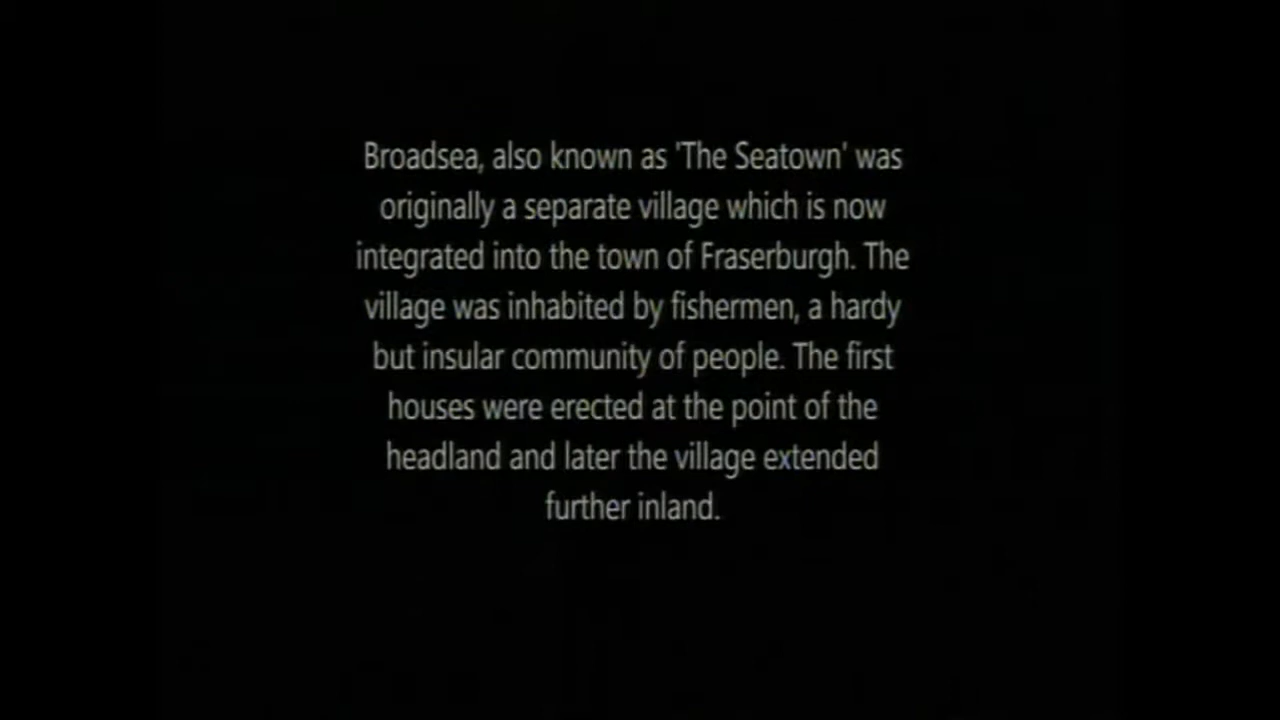 Broadsea, also known as 'The Seatown' was
originally a separate village which is now
integrated into the town of Fraserburgh. The
village was inhabited by fishermen, a hardy
but insular community of people. The first
houses were erected at the point of the
headland and later the village extended
further inland.